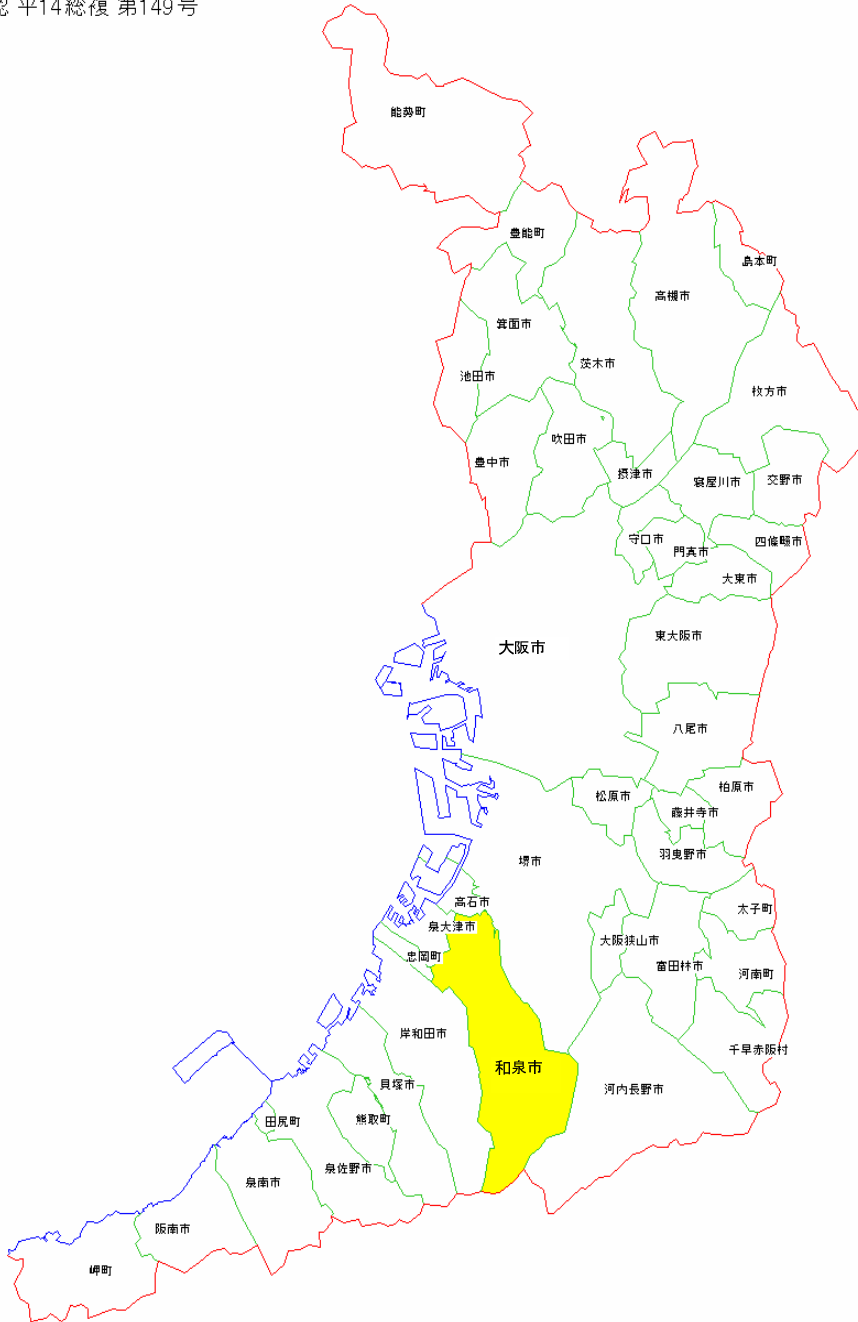 認 平14総復 第149号
能勢町
豊能町
島本町
高槻市
箕面市
茨木市
池田市
枚方市
吹田市
豊中市
摂津市
寝屋川市
交野市
守口市
門真市
四條畷市
大東市
東大阪市
大阪市
八尾市
柏原市
松原市
藤井寺市
羽曳野市
堺市
高石市
太子町
泉大津市
大阪狭山市
忠岡町
富田林市
河南町
岸和田市
千早赤阪村
和泉市
貝塚市
河内長野市
熊取町
田尻町
泉佐野市
泉南市
阪南市
岬町